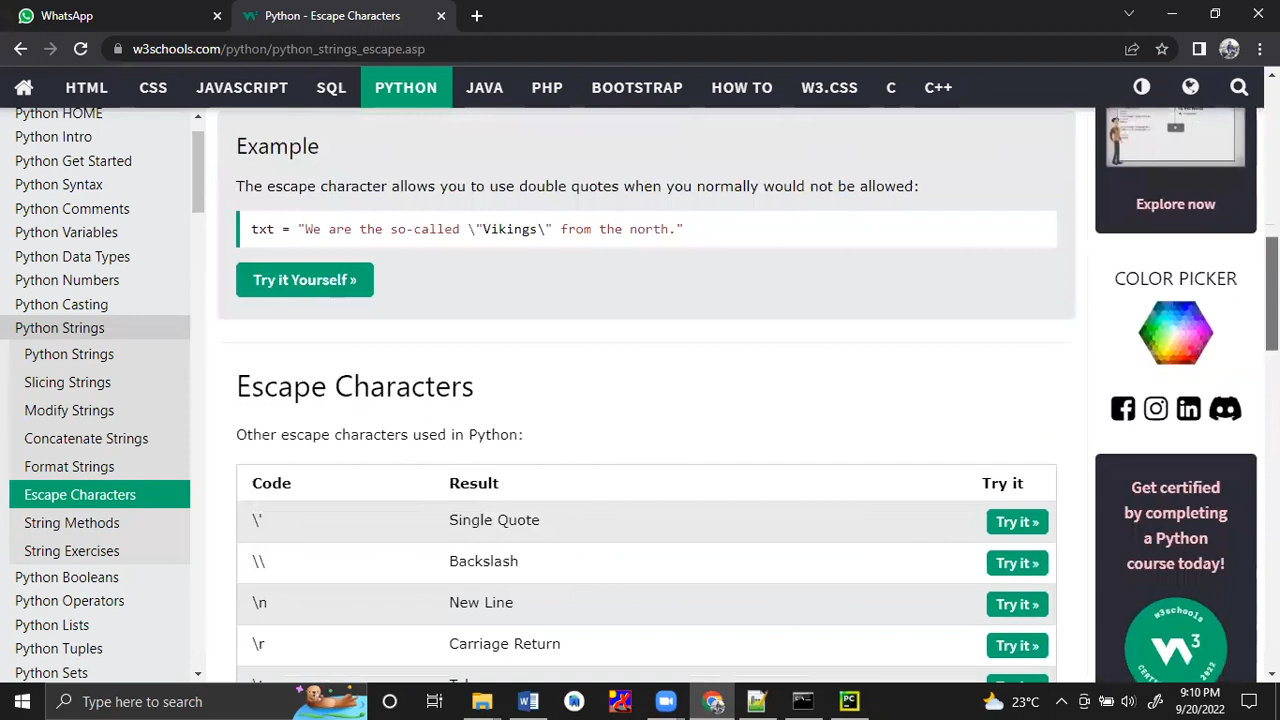 WhatsApp
Python - Escape Characters
w3schools.com/python/python_strings_escape.asp
HTML CSS JAVASCRIPT SQL PYTHON JAVA PHP BOOTSTRAP HOW TO W3.CSS C C++
Python HOME
Python Intro
Python Get Started
Python Syntax
Python Comments
Python Variables
Python Data Types
Python Numbers
Python Casting
Python Strings
Python Strings
Slicing Strings
Modify Strings
Concatenate Strings
Format Strings
Escape Characters
String Methods
String Exercises
Python Booleans
Python Operators
Python Lists
Python Tuples
Python Sets
Example
The escape character allows you to use double quotes when you normally would not be allowed:
txt = "We are the so-called \"Vikings\" from the north."
Try it Yourself »
Escape Characters
Other escape characters used in Python:
Code Result Try it
\' Single Quote Try it »
\\ Backslash Try it »
\n New Line Try it »
\r Carriage Return Try it »
Explore now
COLOR PICKER
Get certified
by completing
a Python
course today!
w3schools
Type here to search
23°C
9:10 PM
9/20/2022